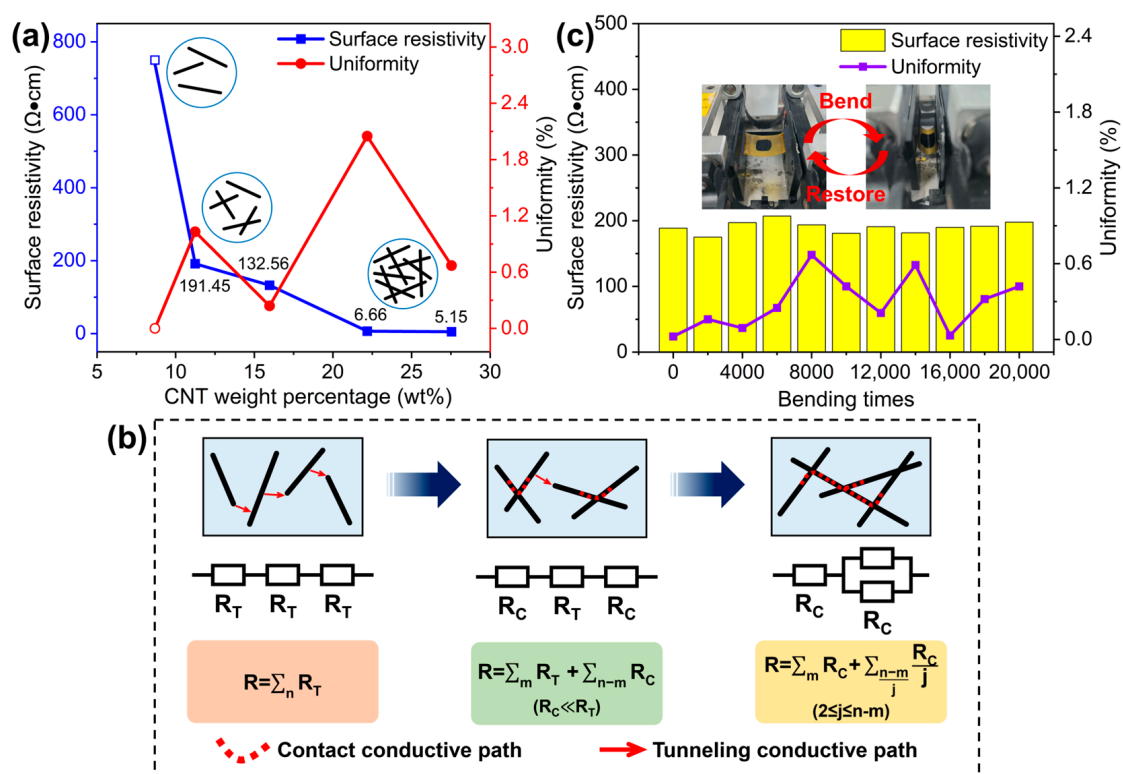 (a)
Surface resistivity
Uniformity
800
600
400
200
0
Surface resistivity (Ω•cm)
3.0
2.4
1.8
1.2
0.6
0.0
Uniformity (%)
191.45
132.56
6.66
5.15
5
10
15
20
25
30
CNT weight percentage (wt%)
(c)
Surface resistivity
Uniformity
500
400
300
200
100
0
Surface resistivity (Ω•cm)
2.4
1.8
1.2
0.6
0.0
Uniformity (%)
Bend
Restore
0
4000
8000
12,000
16,000
20,000
Bending times
(b)
R_T R_T R_T
R_C R_T R_C
R_C
R_C
R=∑_n R_T
R=∑_m R_T + ∑_{n-m} R_C
(R_C≪R_T)
R=∑_m R_C + ∑_{\frac{n-m}{j}} \frac{R_C}{j}
(2≤j≤n-m)
Contact conductive path
Tunneling conductive path